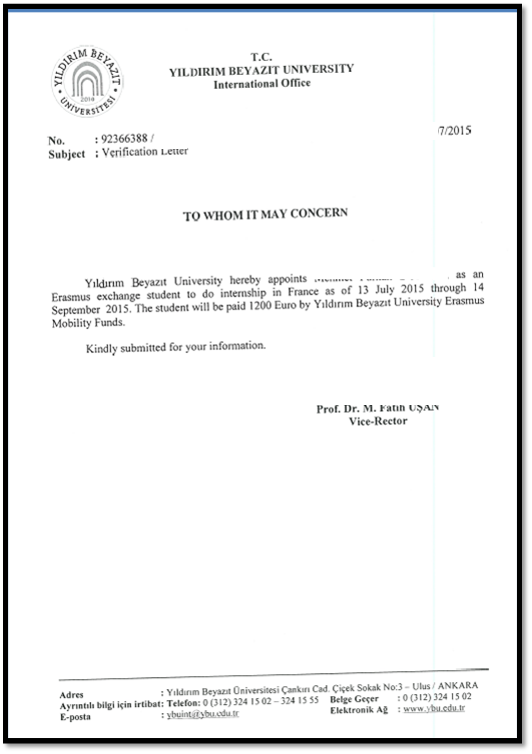 YILDIRIM BEYAZIT
ÜNİVERSİTESİ
2010
T.C.
YILDIRIM BEYAZIT UNIVERSITY
International Office
No. : 92366388 /
7/2015
Subject : Verification Letter
TO WHOM IT MAY CONCERN
Yıldırım Beyazıt University hereby appoints as an
Erasmus exchange student to do internship in France as of 13 July 2015 through 14
September 2015. The student will be paid 1200 Euro by Yıldırım Beyazıt University Erasmus
Mobility Funds.
Kindly submitted for your information.
Prof. Dr. M. Fatih UŞAN
Vice-Rector
Adres : Yıldırım Beyazıt Üniversitesi Çankırı Cad. Çiçek Sokak No:3 – Ulus / ANKARA
Ayrıntılı bilgi için irtibat: Telefon: 0 (312) 324 15 02 – 324 15 55 Belge Geçer : 0 (312) 324 15 02
E-posta : ybuint@ybu.edu.tr Elektronik Ağ : www.ybu.edu.tr